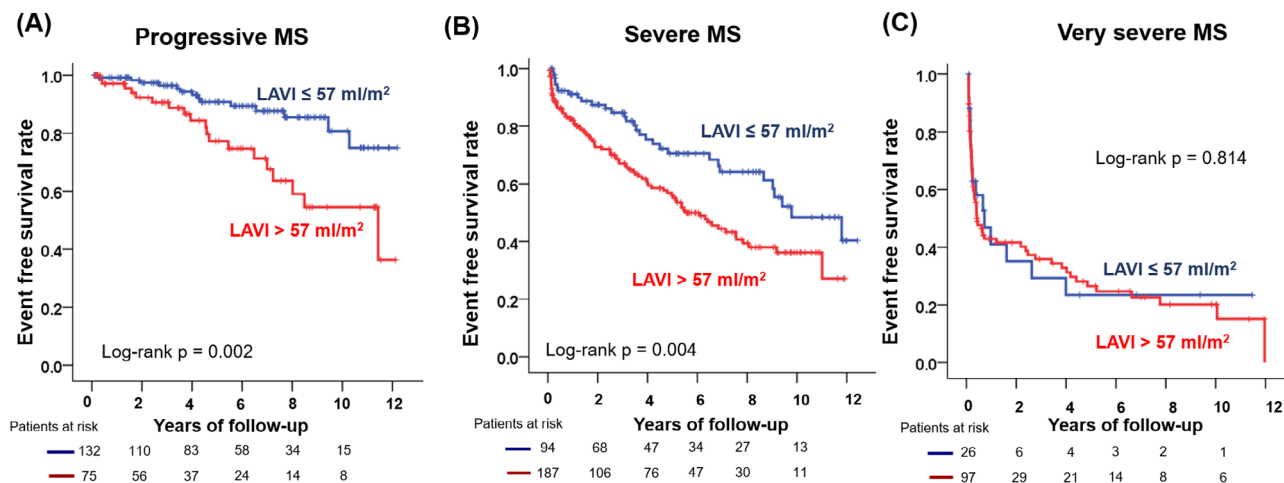 (A)
Progressive MS
Event free survival rate
1.0
0.8
0.6
0.4
0.2
0.0
LAVI ≤ 57 ml/m²
LAVI > 57 ml/m²
Log-rank p = 0.002
0 2 4 6 8 10 12
Patients at risk
Years of follow-up
132 110 83 58 34 15
75 56 37 24 14 8
(B)
Severe MS
Event free survival rate
1.0
0.8
0.6
0.4
0.2
0.0
LAVI ≤ 57 ml/m²
LAVI > 57 ml/m²
Log-rank p = 0.004
0 2 4 6 8 10 12
Patients at risk
Years of follow-up
94 68 47 34 27 13
187 106 76 47 30 11
(C)
Very severe MS
Event free survival rate
1.0
0.8
0.6
0.4
0.2
0.0
Log-rank p = 0.814
LAVI ≤ 57 ml/m²
LAVI > 57 ml/m²
0 2 4 6 8 10 12
Patients at risk
Years of follow-up
26 6 4 3 2 1
97 29 21 14 8 6